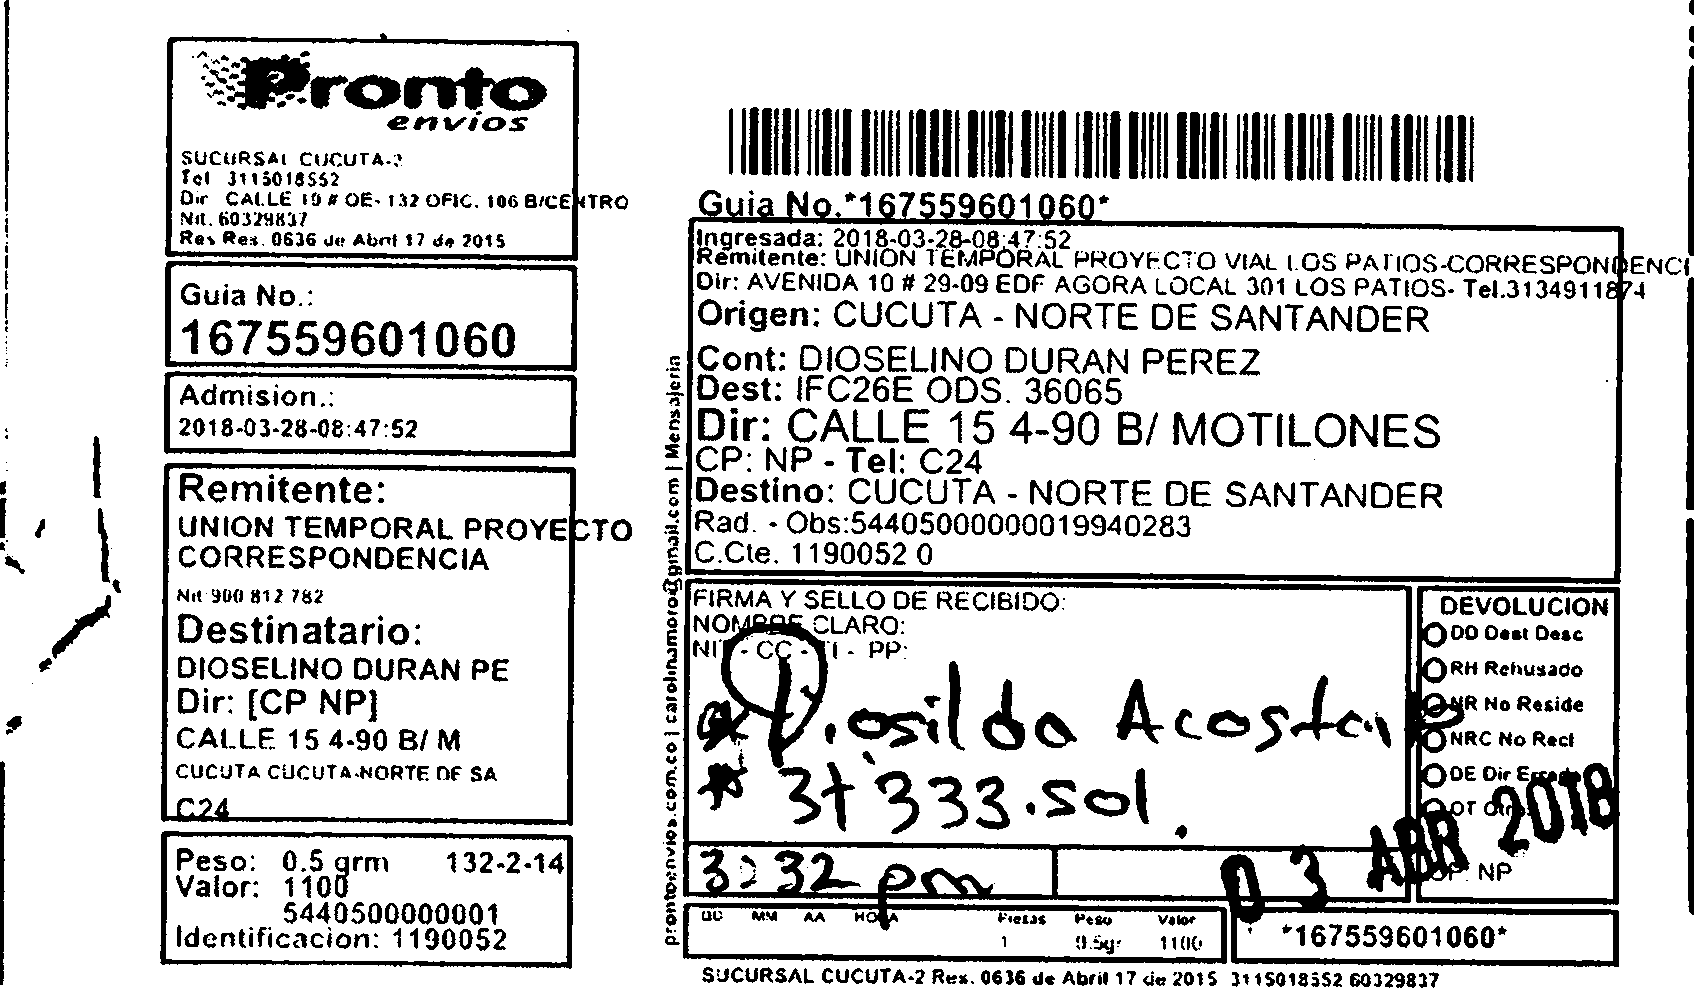 Pronto
envíos
SUCURSAL CUCUTA-2
Tel 3115018552
Dir CALLE 10 # OE- 132 OFIC. 106 B/CENTRO
Nit. 60329837
Res Res. 0636 de Abril 17 de 2015
Guia No.:
167559601060
Admision.:
2018-03-28-08:47:52
Remitente:
UNION TEMPORAL PROYECTO
CORRESPONDENCIA
Nit 900 812 782
Destinatario:
DIOSELINO DURAN PE
Dir: [CP NP]
CALLE 15 4-90 B/ M
CUCUTA CUCUTA-NORTE DE SA
C24
Peso: 0.5 grm 132-2-14
Valor: 1100
5440500000001
Identificacion: 1190052
prontoenvios.com.co | carolinamoro@gmail.com | Mensajeria
Guia No.*167559601060*
Ingresada: 2018-03-28-08:47:52
Remitente: UNION TEMPORAL PROYECTO VIAL LOS PATIOS-CORRESPONDENCI
Dir: AVENIDA 10 # 29-09 EDF AGORA LOCAL 301 LOS PATIOS- Tel.3134911874
Origen: CUCUTA - NORTE DE SANTANDER
Cont: DIOSELINO DURAN PEREZ
Dest: IFC26E ODS. 36065
Dir: CALLE 15 4-90 B/ MOTILONES
CP: NP - Tel: C24
Destino: CUCUTA - NORTE DE SANTANDER
Rad. - Obs:54405000000019940283
C.Cte. 1190052 0
FIRMA Y SELLO DE RECIBIDO:
NOMBRE CLARO:
NIT - CC - TI - PP:
Diosilda Acosta
333.501.
3:32 pm
DEVOLUCION
DD Dest Desc
RH Rehusado
NR No Reside
NRC No Recl
DE Dir Errada
OT Otr
03 ABR 2018
CP: NP
DD MM AA HORA Piezas Peso Valor
1 0.5gr 1100
*167559601060*
SUCURSAL CUCUTA-2 Res. 0636 de Abril 17 de 2015 3115018552 60329837